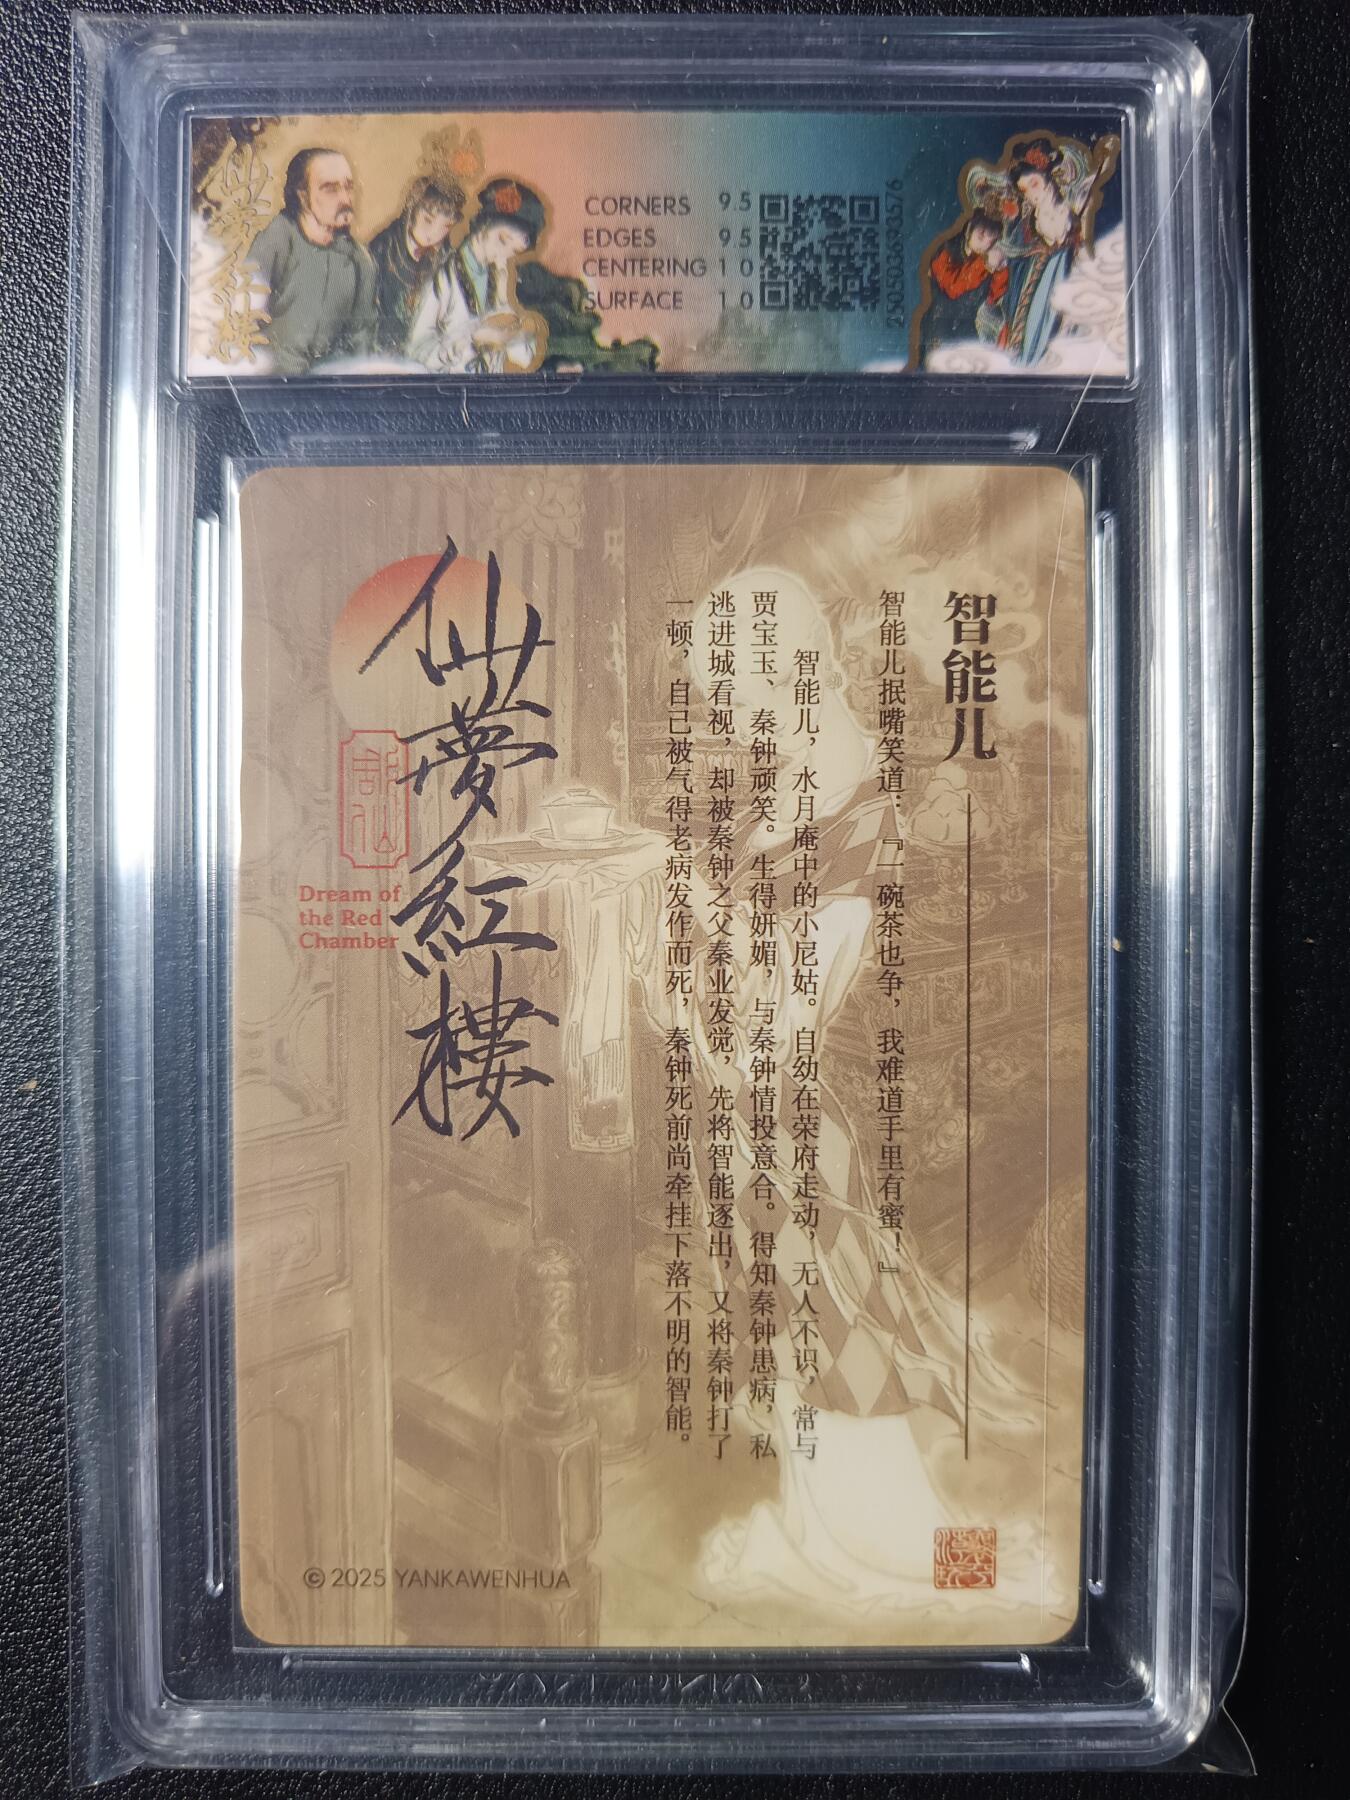 仙夢红楼
CORNERS 9.5
EDGES 9.5
CENTERING 10
SURFACE 10
智能儿
智能儿抿嘴笑道：『一碗茶也争，我难道手里有蜜！』
智能儿，水月庵中的小尼姑。自幼在荣府走动，无人不识，常与
贾宝玉、秦钟顽笑。生得妍媚，与秦钟情投意合。得知秦钟患病，私
逃进城看视，却被秦钟之父秦业发觉，先将智能逐出，又将秦钟打了
一顿，自己被气得老病发作而死，秦钟死前尚牵挂下落不明的智能。
仙夢紅樓
Dream of
the Red
Chamber
© 2025 YANKAWENHUA